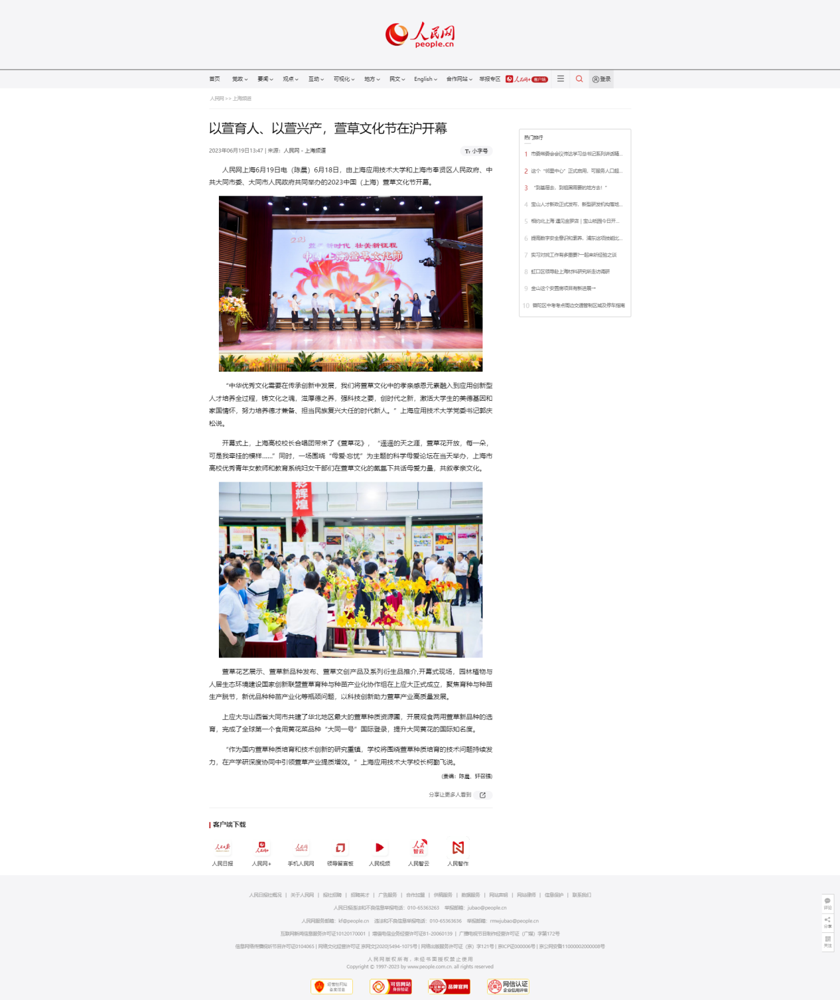 人民网
people.cn
首页 党政 要闻 观点 互动 可视化 地方 民文 English 合作网站 举报专区 人民网+ 客户端 登录
人民网 >> 上海频道
以萱育人、以萱兴产，萱草文化节在沪开幕
2023年06月19日13:47 | 来源：人民网－上海频道
小字号
人民网上海6月19日电（陈晨）6月18日，由上海应用技术大学和上海市奉贤区人民政府、中
共大同市委、大同市人民政府共同举办的2023中国（上海）萱草文化节开幕。
新时代 壮美新征程
中国(上海)萱草文化节
“中华优秀文化需要在传承创新中发展，我们将萱草文化中的孝亲感恩元素融入到应用创新型
人才培养全过程，铸文化之魂，滋厚德之养，强科技之要，创时代之新，激活大学生的美德基因和
家国情怀，努力培养德才兼备、担当民族复兴大任的时代新人。”上海应用技术大学党委书记郭庆
松说。
开幕式上，上海高校校长合唱团带来了《萱草花》，“遥遥的天之涯，萱草花开放，每一朵，
可是我牵挂的模样……”同时，一场围绕“母爱·忘忧”为主题的科学母爱论坛在当天举办，上海市
高校优秀青年女教师和教育系统妇女干部们在萱草文化的氤氲下共话母爱力量，共叙孝亲文化。
彩辉煌
萱草花艺展示、萱草新品种发布、萱草文创产品及系列衍生品推介,开幕式现场，园林植物与
人居生态环境建设国家创新联盟萱草育种与种苗产业化协作组在上应大正式成立，聚焦育种与种苗
生产脱节，新优品种种苗产业化等瓶颈问题，以科技创新助力萱草产业高质量发展。
上应大与山西省大同市共建了华北地区最大的萱草种质资源圃，开展观食两用萱草新品种的选
育，完成了全球第一个食用黄花菜品种“大同一号”国际登录，提升大同黄花的国际知名度。
“作为国内萱草种质培育和技术创新的研究重镇，学校将围绕萱草种质培育的技术问题持续发
力，在产学研深度协同中引领萱草产业提质增效。”上海应用技术大学校长柯勤飞说。
(责编：陈晨、轩召强)
分享让更多人看到
热门排行
1 市委常委会会议传达学习总书记系列讲话精…
2 这个“邻里中心”正式启用，可服务人口超…
3 “到基层去，到祖国需要的地方去！”
4 宝山人才新政正式发布，新型研发机构落地…
5 相约北上海 遇见金罗店｜宝山祇园今日开…
6 提高数字安全意识和素养，浦东这项技能比…
7 实习对找工作有多重要?一起来听经验之谈
8 虹口区领导赴上海材料研究所走访调研
9 金山这个安置房项目有新进展→
10 普陀区中考考点周边交通管制区域及停车指南
客户端下载
人民日报 人民网+ 手机人民网 领导留言板 人民视频 人民智云 人民智作
人民日报社概况 | 关于人民网 | 报社招聘 | 招聘英才 | 广告服务 | 合作加盟 | 供稿服务 | 数据服务 | 网站声明 | 网站律师 | 信息保护 | 联系我们
人民日报违法和不良信息举报电话：010-65363263 举报邮箱：jubao@people.cn
人民网服务邮箱：kf@people.cn 违法和不良信息举报电话：010-65363636 举报邮箱：rmwjubao@people.cn
互联网新闻信息服务许可证10120170001 | 增值电信业务经营许可证B1-20060139 | 广播电视节目制作经营许可证（广媒）字第172号
信息网络传播视听节目许可证0104065 | 网络文化经营许可证 京网文[2020]5494-1075号 | 网络出版服务许可证（京）字121号 | 京ICP证000006号 | 京公网安备11000002000008号
人民网版权所有，未经书面授权禁止使用
Copyright © 1997-2023 by www.people.com.cn. all rights reserved
经营性网站 备案信息
可信网站 身份验证
品牌官网
网信认证 企业信用评级
评论
分享
关注